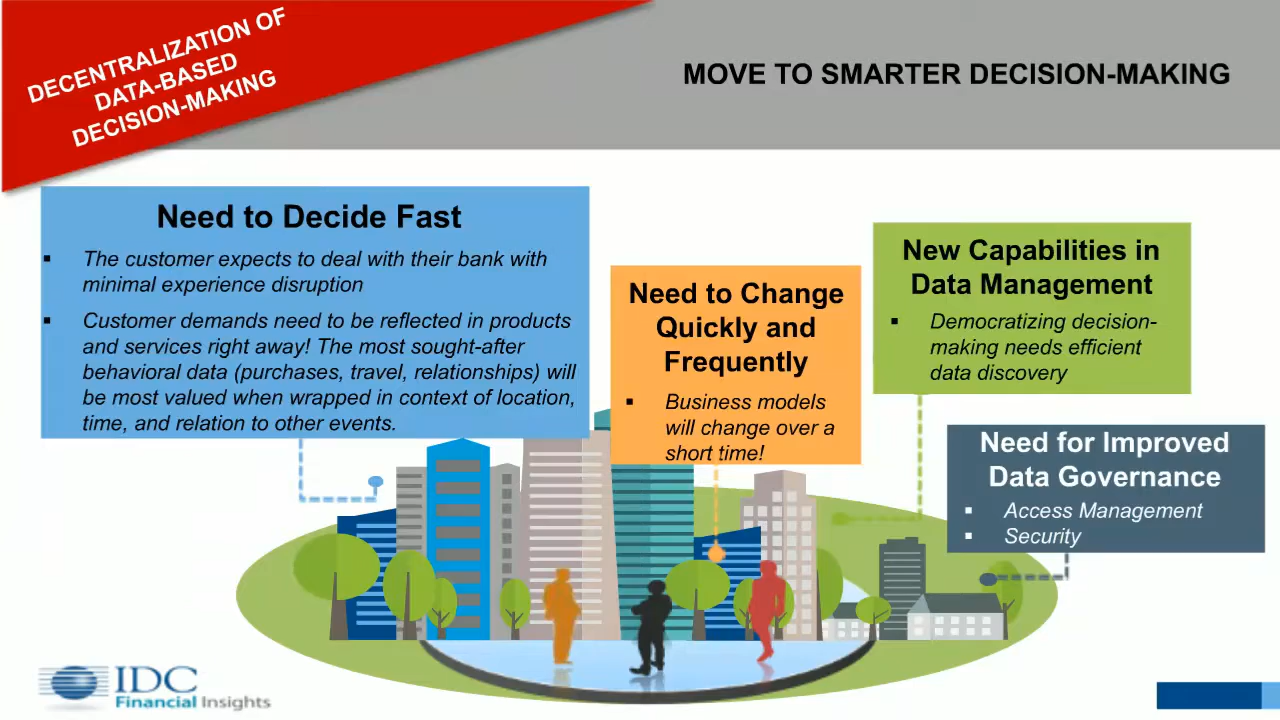 DECENTRALIZATION OF
DATA-BASED
DECISION-MAKING
MOVE TO SMARTER DECISION-MAKING
Need to Decide Fast
▪ The customer expects to deal with their bank with
minimal experience disruption
▪ Customer demands need to be reflected in products
and services right away! The most sought-after
behavioral data (purchases, travel, relationships) will
be most valued when wrapped in context of location,
time, and relation to other events.
Need to Change
Quickly and
Frequently
▪ Business models
will change over a
short time!
New Capabilities in
Data Management
▪ Democratizing decision-
making needs efficient
data discovery
Need for Improved
Data Governance
▪ Access Management
▪ Security
IDC
Financial Insights